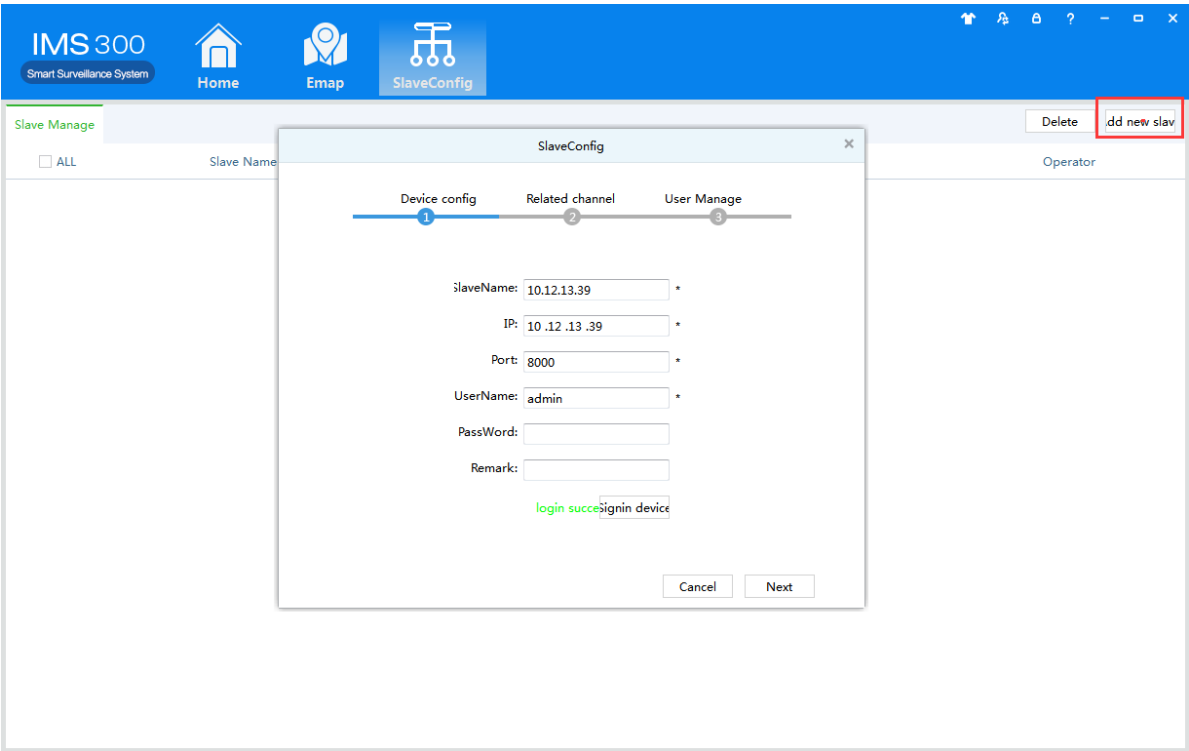 IMS 300
Smart Surveillance System
Home
Emap
SlaveConfig
?
Slave Manage
Delete
dd new slav
ALL
Slave Name
Operator
SlaveConfig
Device config
Related channel
User Manage
1
2
3
SlaveName: 10.12.13.39 *
IP: 10 .12 .13 .39 *
Port: 8000 *
UserName: admin *
PassWord:
Remark:
login succe Signin device
Cancel
Next